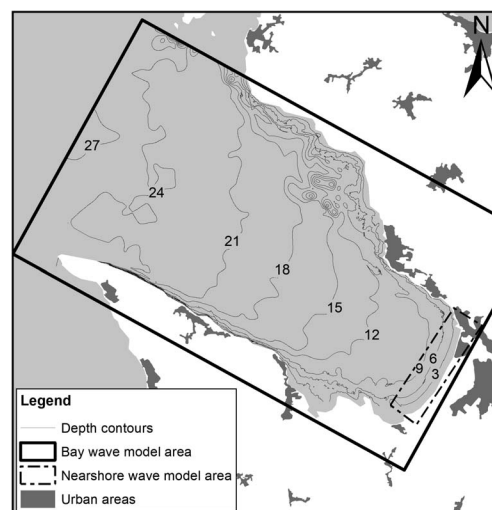 N
27
24
21
18
15
12
9
6
3
Legend
Depth contours
Bay wave model area
Nearshore wave model area
Urban areas